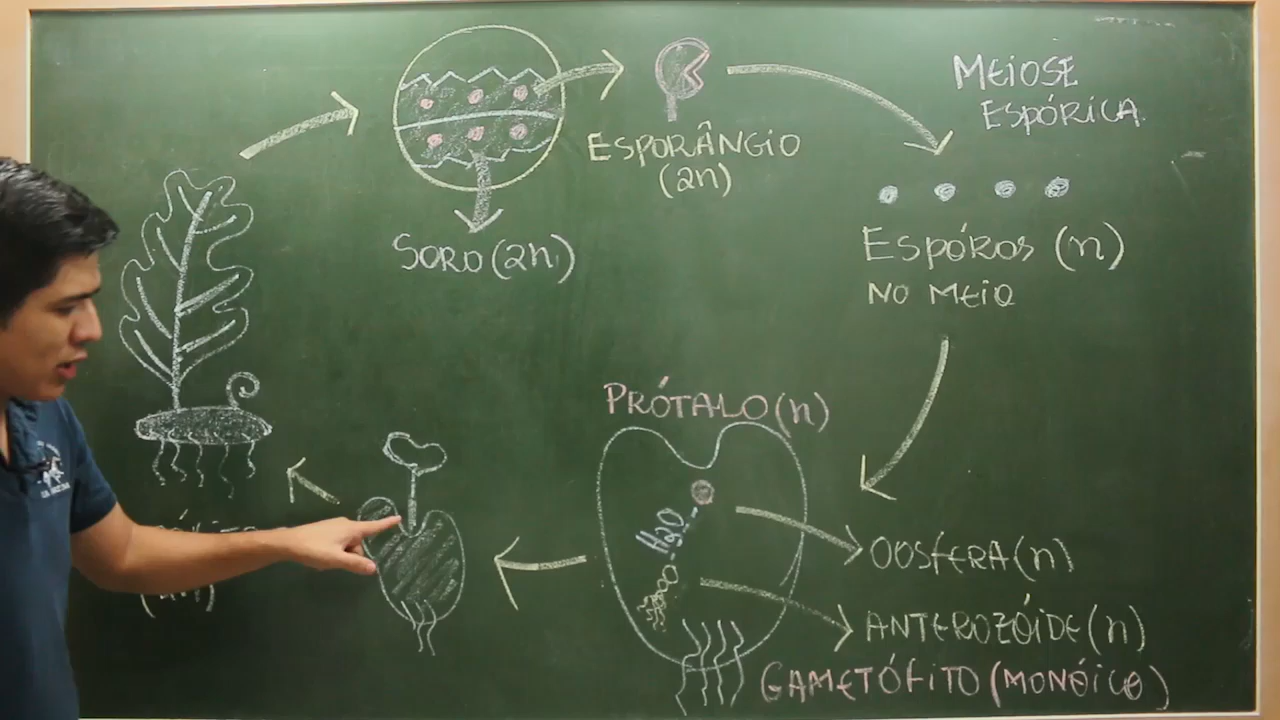 MEIOSE
ESPÓRICA
ESPORÂNGIO
(2n)
SORO (2n)
ESPÓROS (n)
NO MEIO
PRÓTALO (n)
H2O
OOSFERA (n)
ANTEROZÓIDE (n)
GAMETÓFITO (MONÓICO)